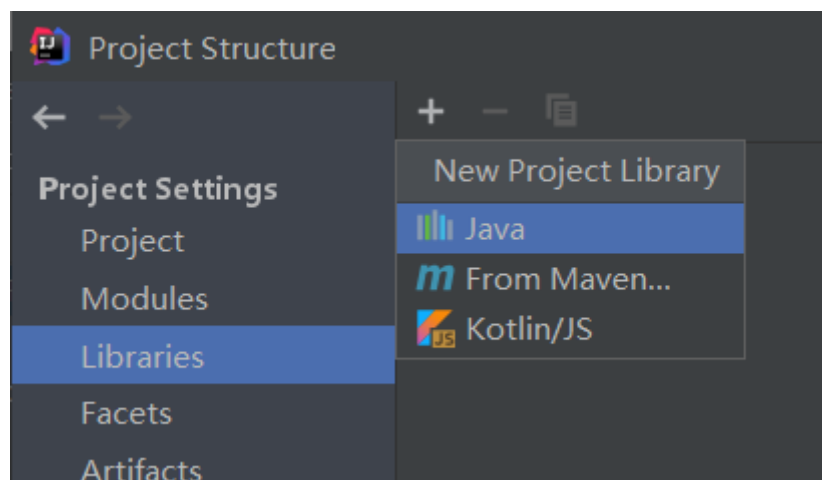 Project Structure
New Project Library
Project Settings
Project
Java
Modules
From Maven...
Libraries
Kotlin/JS
Facets
Artifacts